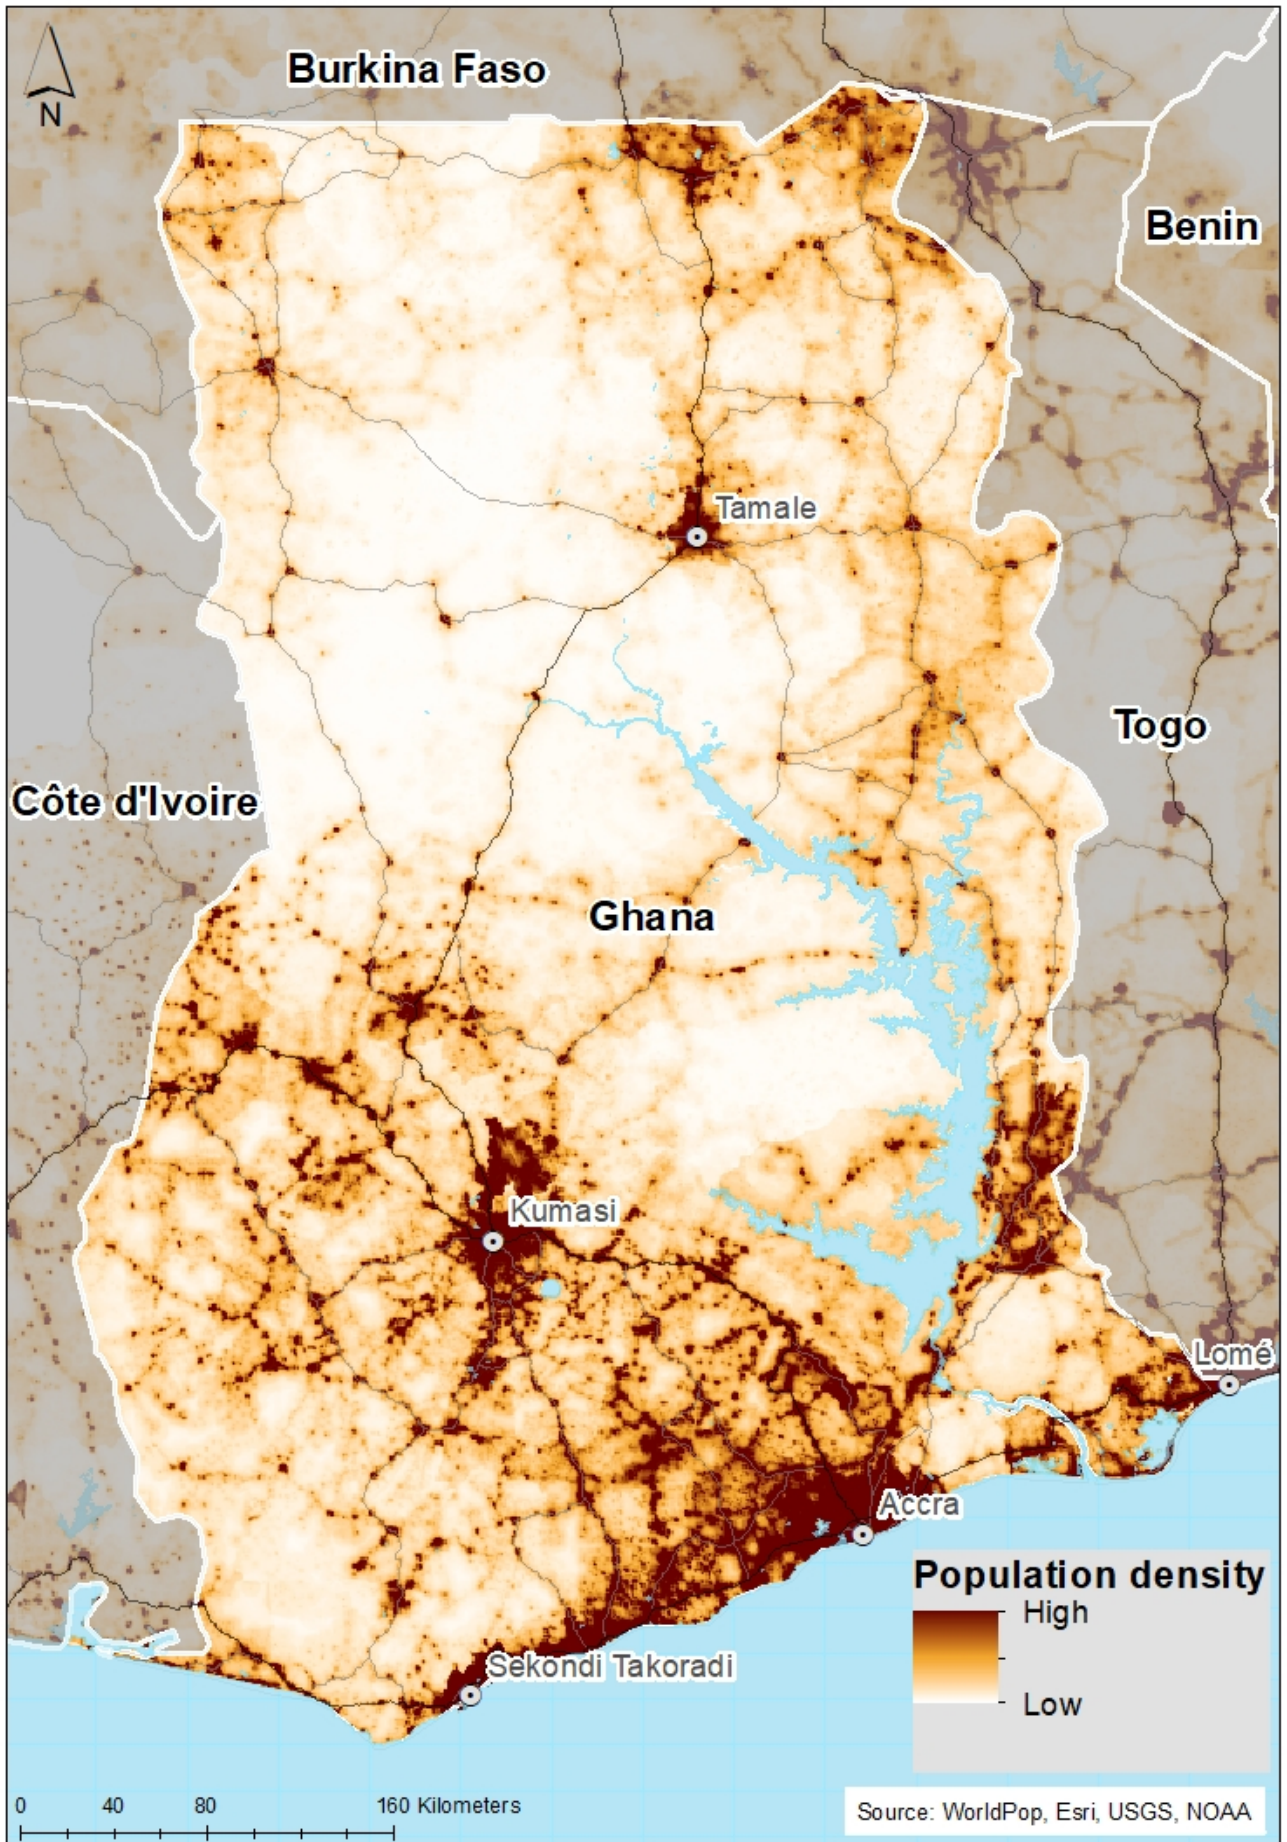 Burkina Faso
N
Benin
Tamale
Togo
Côte d'Ivoire
Ghana
Kumasi
Lomé
Accra
Sekondi Takoradi
Population density
High
Low
0 40 80 160 Kilometers
Source: WorldPop, Esri, USGS, NOAA